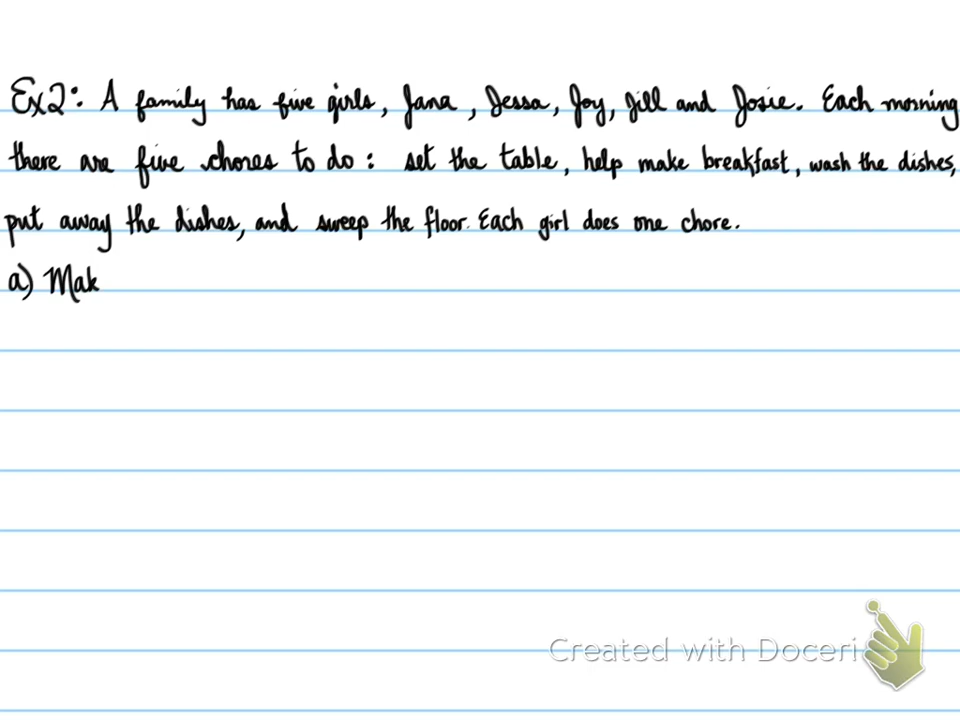 Ex2: A family has five girls, Jana, Jessa, Joy, Jill and Josie. Each morning
there are five chores to do: set the table, help make breakfast, wash the dishes,
put away the dishes, and sweep the floor. Each girl does one chore.
a) Mak
Created with Doceri